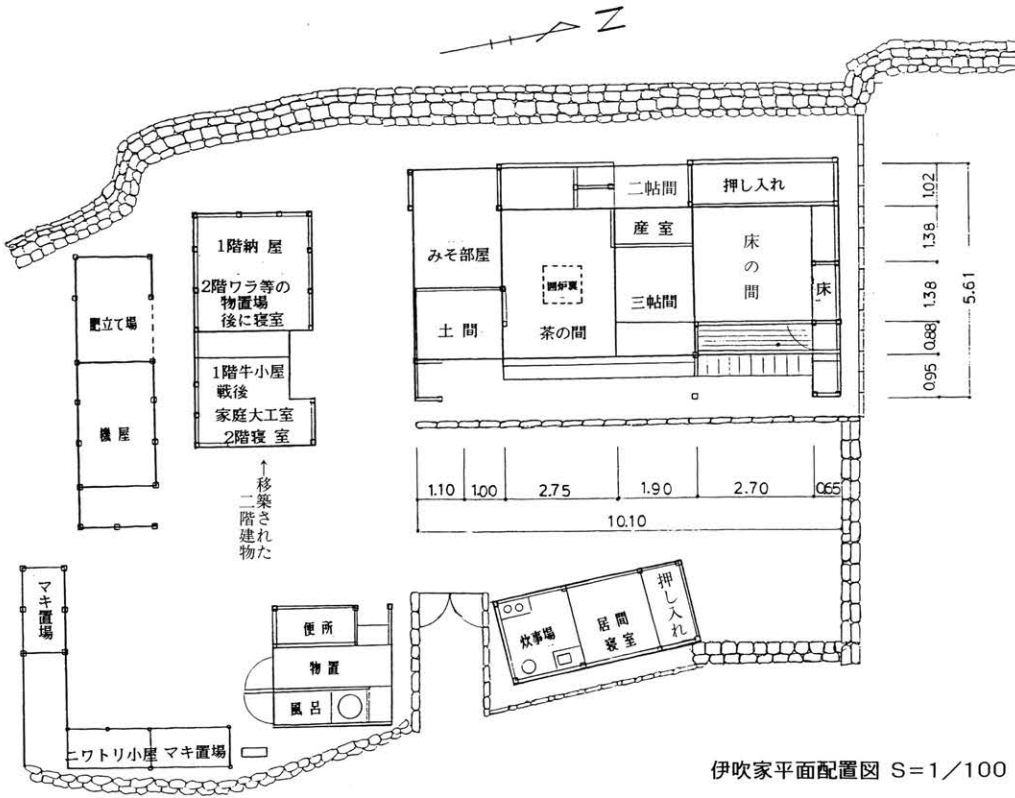 Z
二帖間
押し入れ
産室
みそ部屋
床の間
囲炉裏
三帖間
床
土間
茶の間
1.02
1.38
1.38
0.88
0.95
5.61
1階納屋
2階ワラ等の
物置場
後に寝室
1階牛小屋
戦後
家庭大工室
2階寝室
↑移築された
二階建物
肥立て場
機屋
1.10
1.00
2.75
1.90
2.70
0.65
10.10
マキ置場
便所
物置
風呂
炊事場
居間
寝室
押し入れ
ニワトリ小屋
マキ置場
伊吹家平面配置図 S=1/100